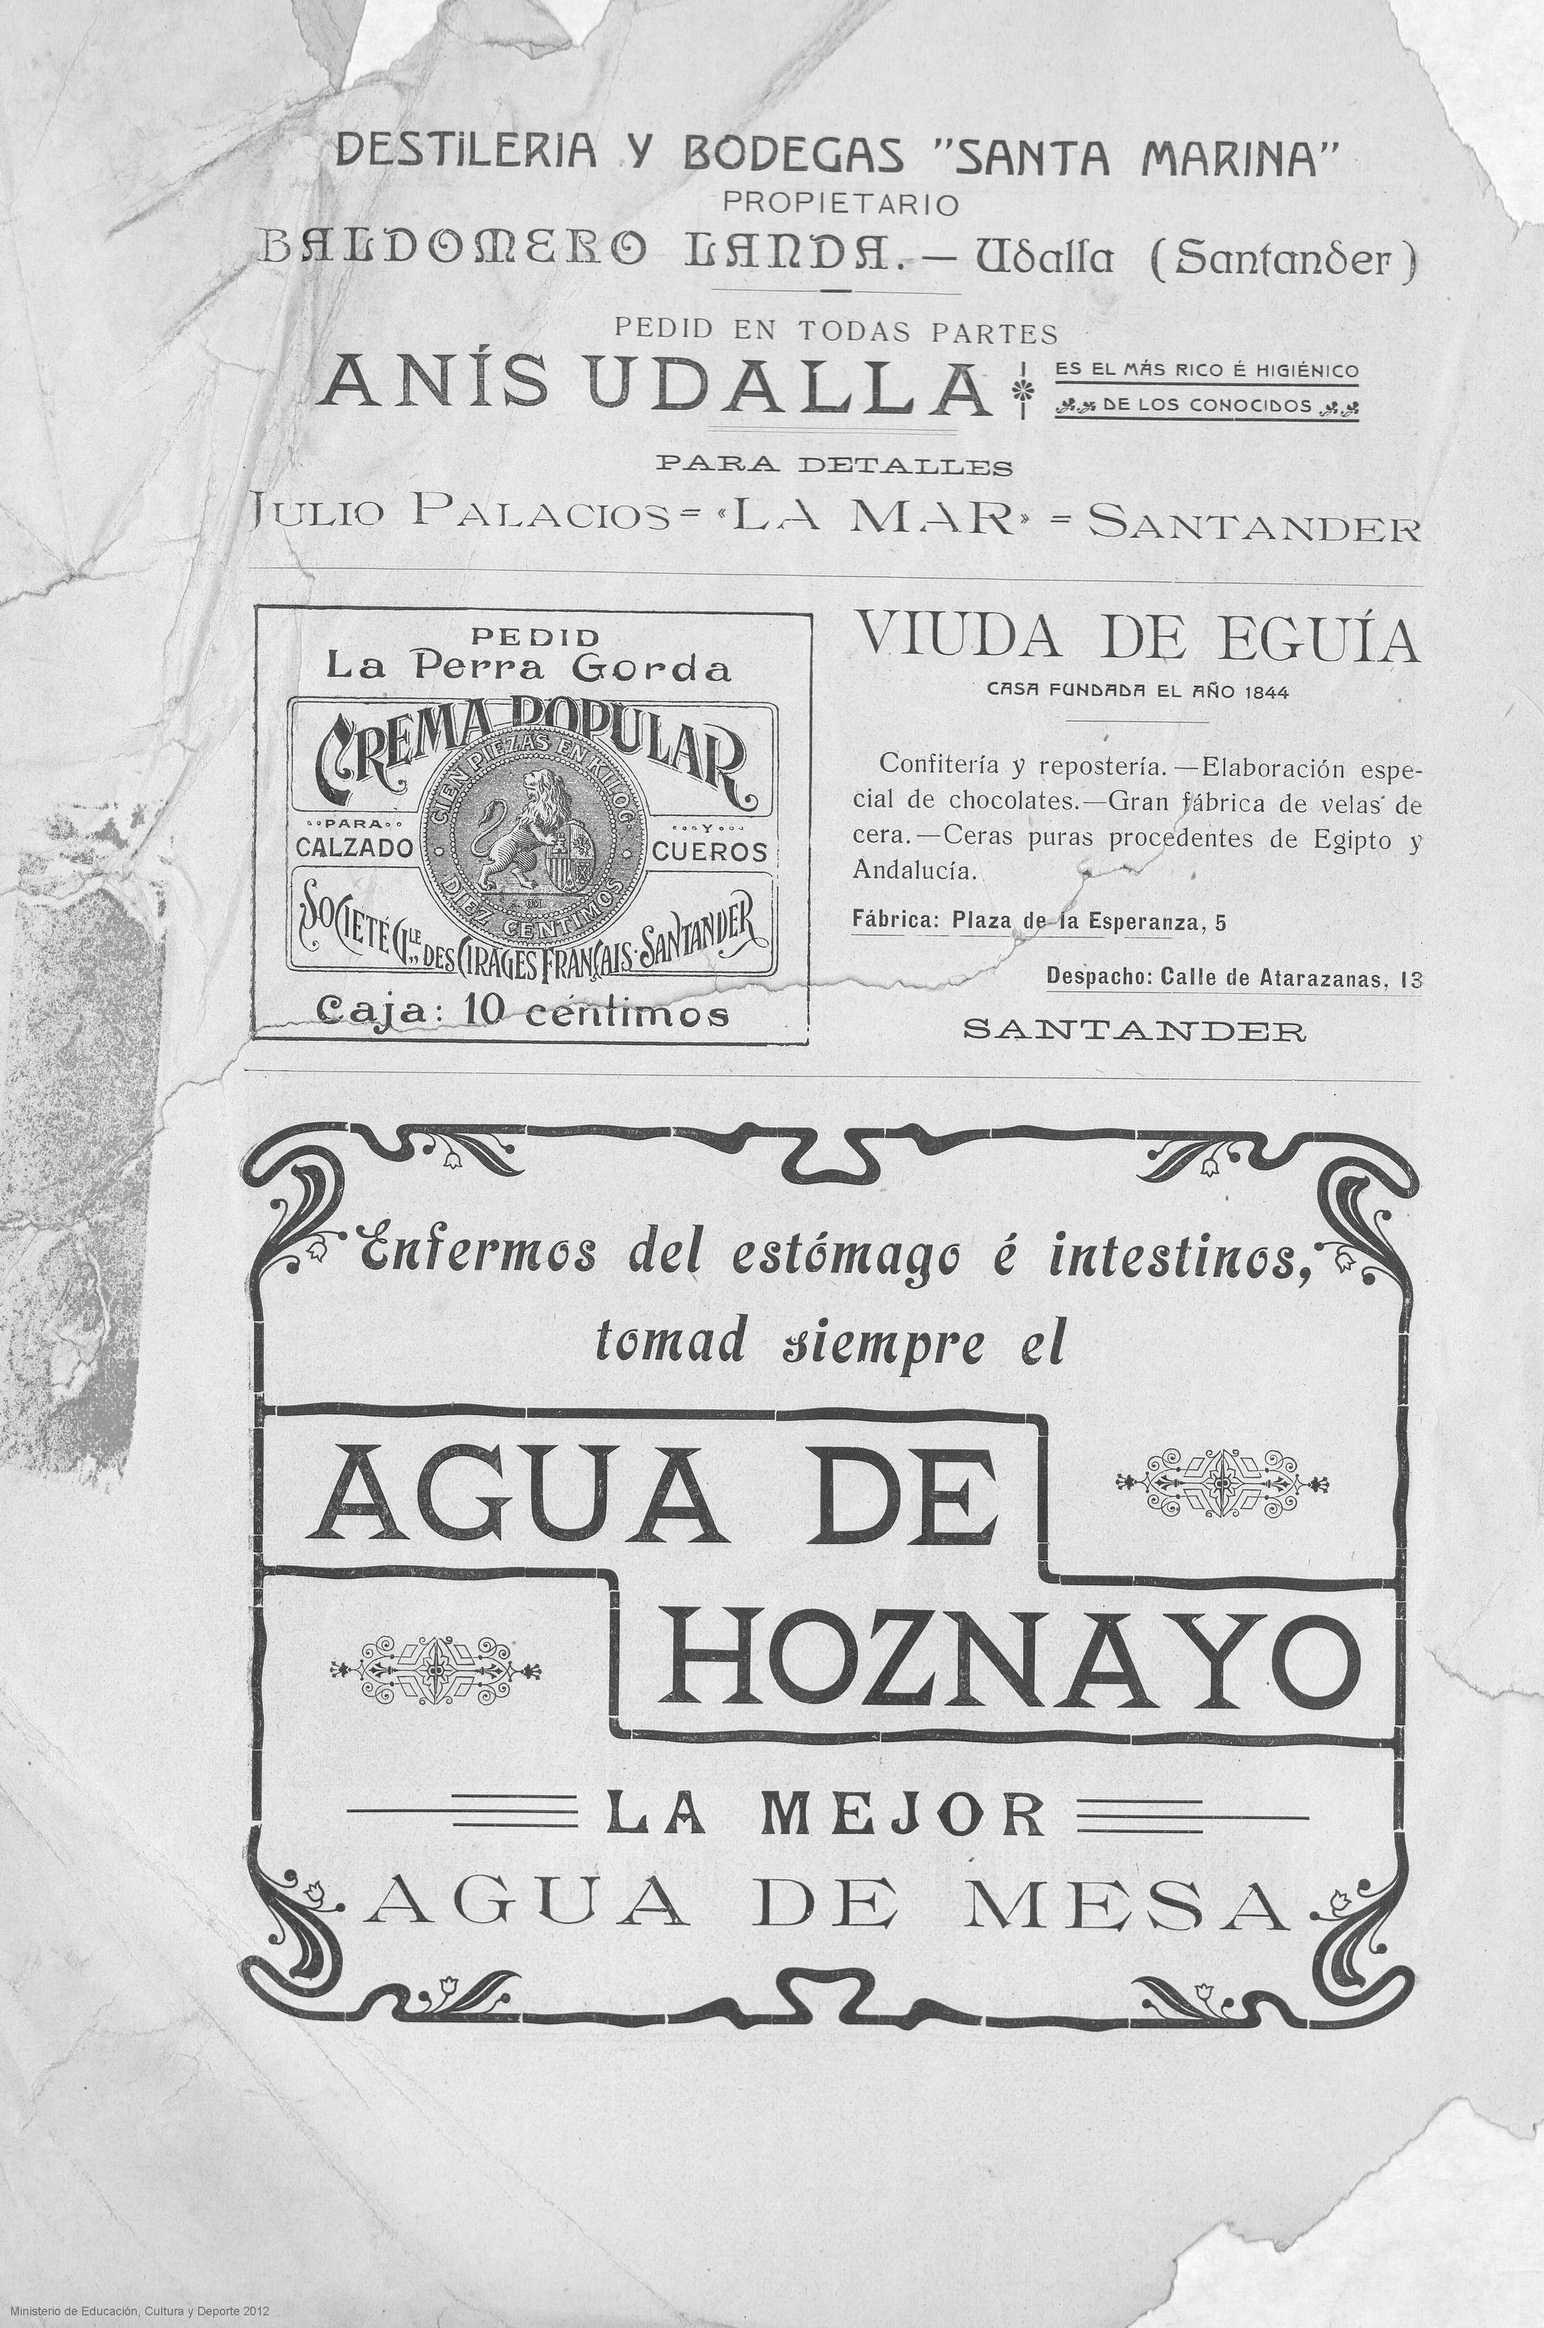 DESTILERIA Y BODEGAS "SANTA MARINA"
PROPIETARIO
BALDOMERO LANDA.— Udalla (Santander)
PEDID EN TODAS PARTES
ANÍS UDALLA
ES EL MÁS RICO É HIGIÉNICO
DE LOS CONOCIDOS
PARA DETALLES
JULIO PALACIOS = «LA MAR» = SANTANDER
PEDID
La Perra Gorda
CREMA POPULAR
CIEN PIEZAS EN KILOG.
PARA
CALZADO
Y
CUEROS
DIEZ CENTIMOS
SOCIETÉ Gle DES CIRAGES FRANÇAIS·SANTANDER
Caja: 10 céntimos
VIUDA DE EGUÍA
CASA FUNDADA EL AÑO 1844
Confitería y repostería.—Elaboración espe-
cial de chocolates.—Gran fábrica de velas de
cera.—Ceras puras procedentes de Egipto y
Andalucía.
Fábrica: Plaza de la Esperanza, 5
Despacho: Calle de Atarazanas, 13
SANTANDER
Enfermos del estómago é intestinos,
tomad siempre el
AGUA DE
HOZNAYO
LA MEJOR
AGUA DE MESA
Ministerio de Educación, Cultura y Deporte 2012